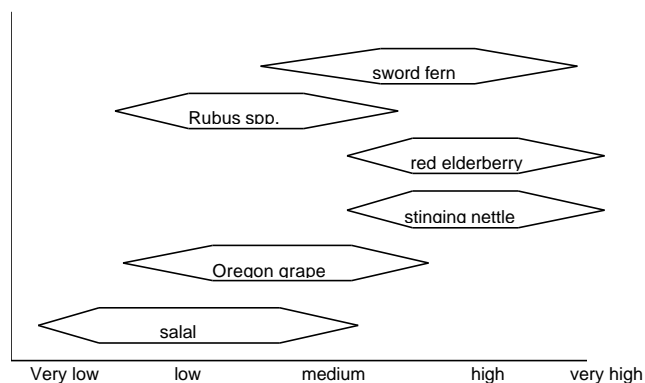 sword fern
Rubus spp.
red elderberry
stinging nettle
Oregon grape
salal
Very low low medium high very high